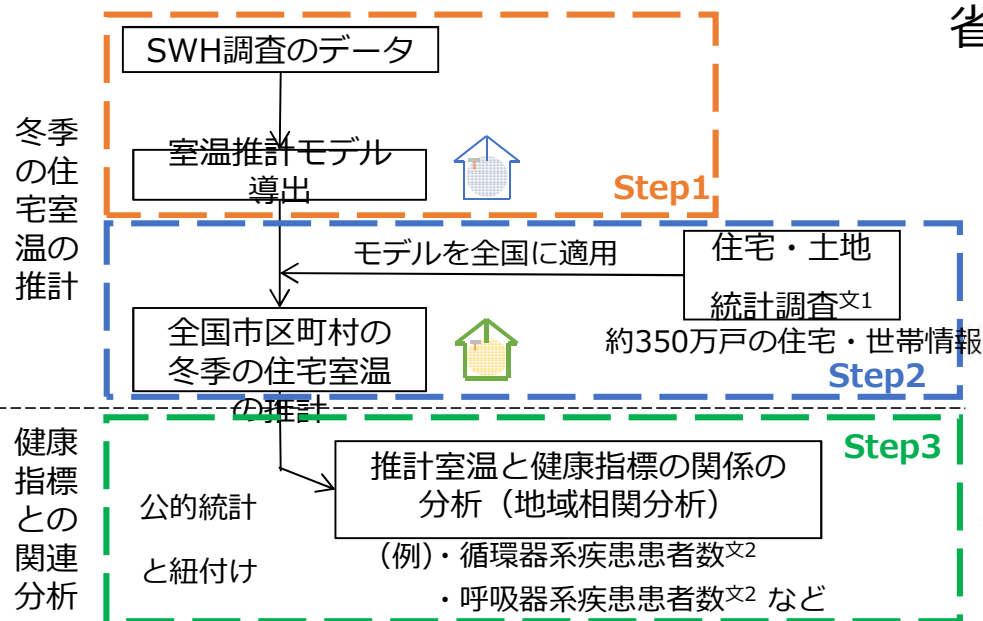 省
冬季
の住
宅室
温の
推計
SWH調査のデータ
室温推計モデル
導出
Step1
モデルを全国に適用
住宅・土地
統計調査文1
約350万戸の住宅・世帯情報
全国市区町村の
冬季の住宅室温
の推計
Step2
健康
指標
との
関連
分析
Step3
推計室温と健康指標の関係の
分析（地域相関分析）
公的統計
と紐付け
（例）・循環器系疾患患者数文2
・呼吸器系疾患患者数文2 など